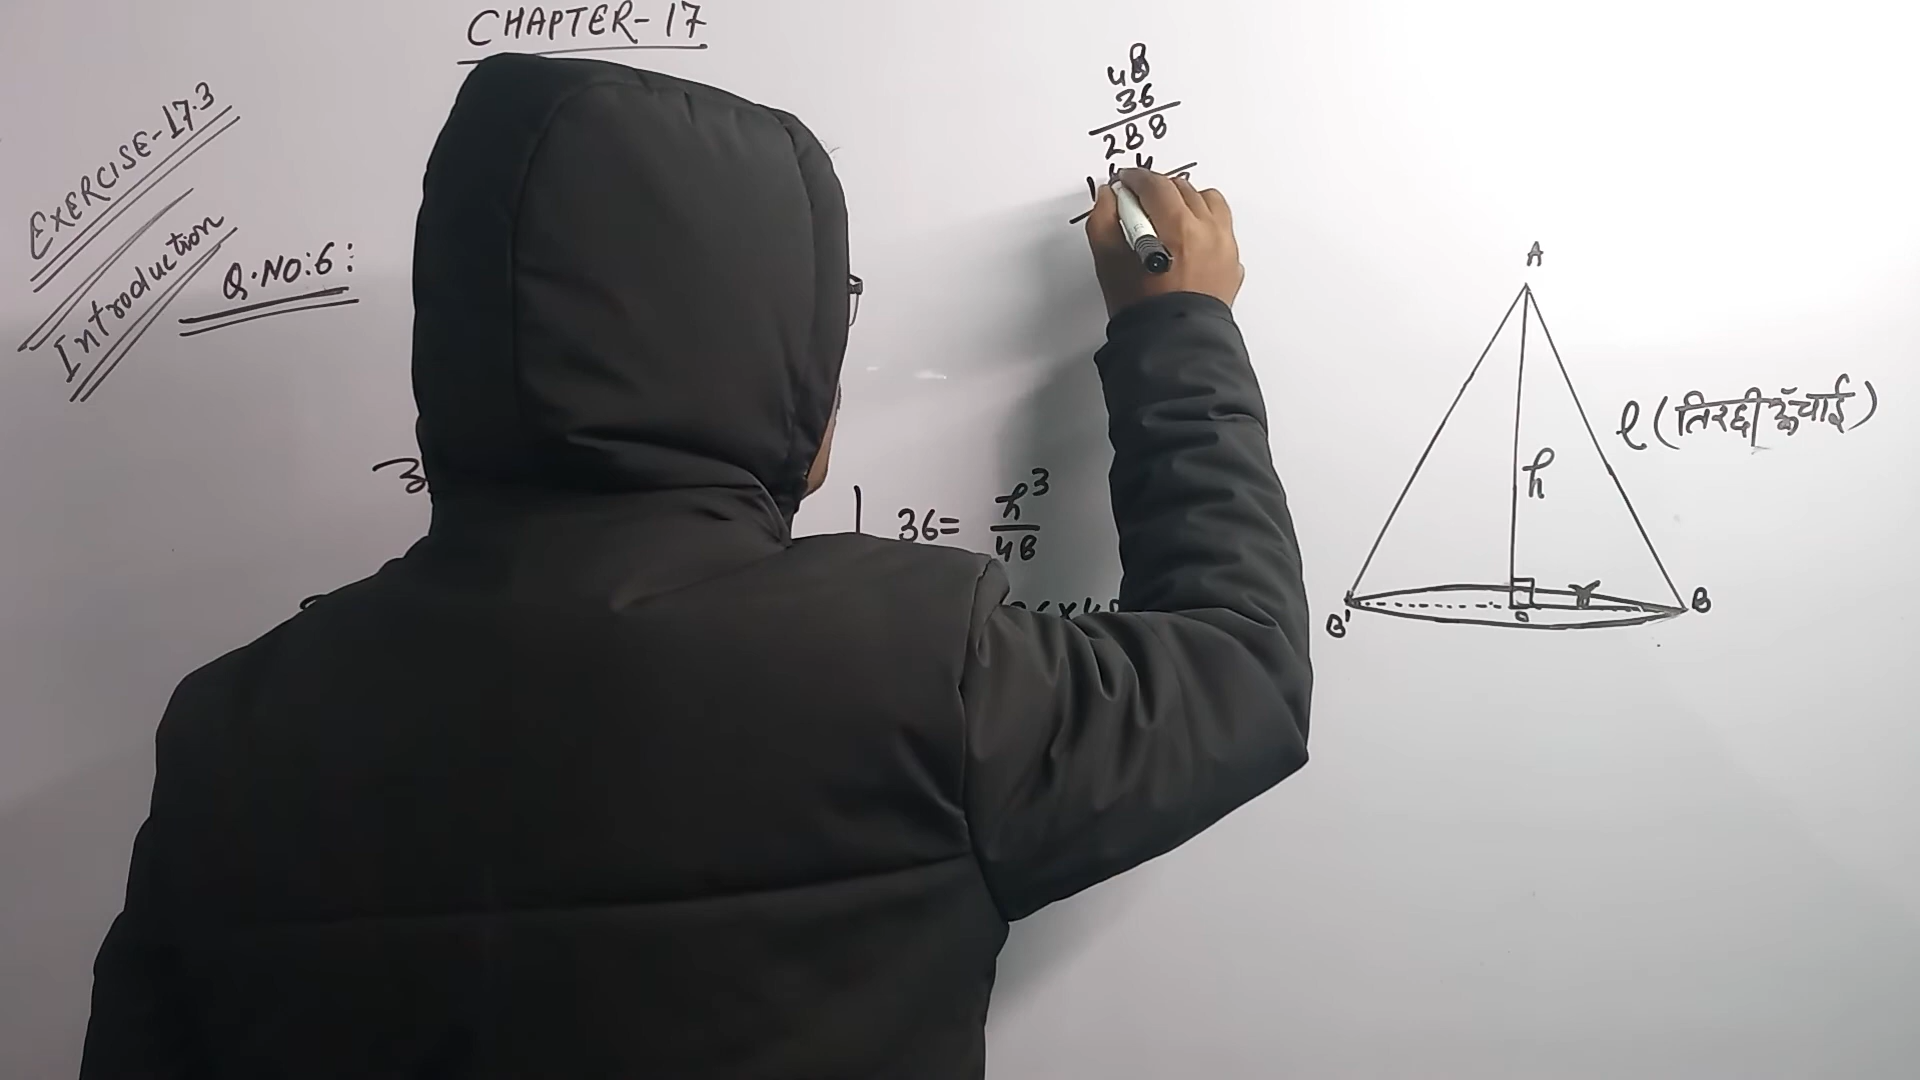 CHAPTER-17
EXERCISE-17.3
Introduction
Q.NO:6:
48
36
288
A
l (तिरछी ऊँचाई)
h
36= h³/48
r
B' O B